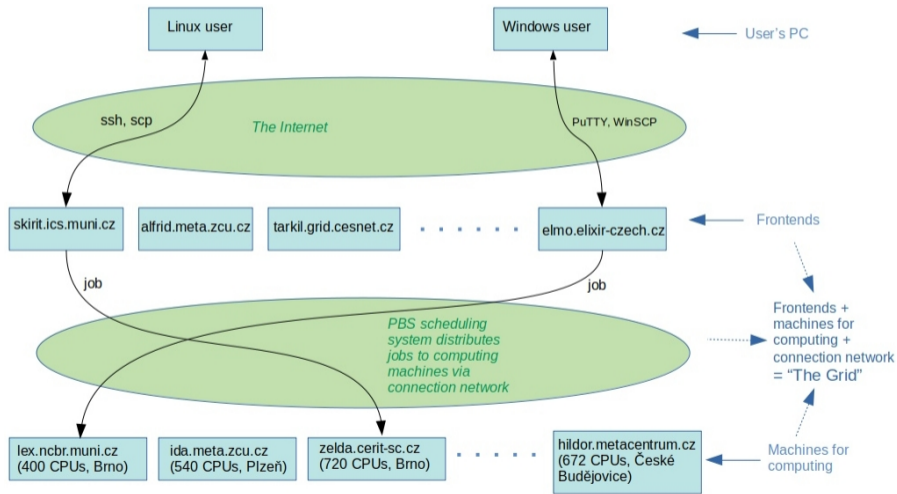 Linux user
Windows user
User's PC
ssh, scp
The Internet
PuTTY, WinSCP
skirit.ics.muni.cz
alfrid.meta.zcu.cz
tarkil.grid.cesnet.cz
elmo.elixir-czech.cz
Frontends
job
job
PBS scheduling
system distributes
jobs to computing
machines via
connection network
Frontends +
machines for
computing +
connection network
= “The Grid”
lex.ncbr.muni.cz
(400 CPUs, Brno)
ida.meta.zcu.cz
(540 CPUs, Plzeň)
zelda.cerit-sc.cz
(720 CPUs, Brno)
hildor.metacentrum.cz
(672 CPUs, České
Budějovice)
Machines for
computing